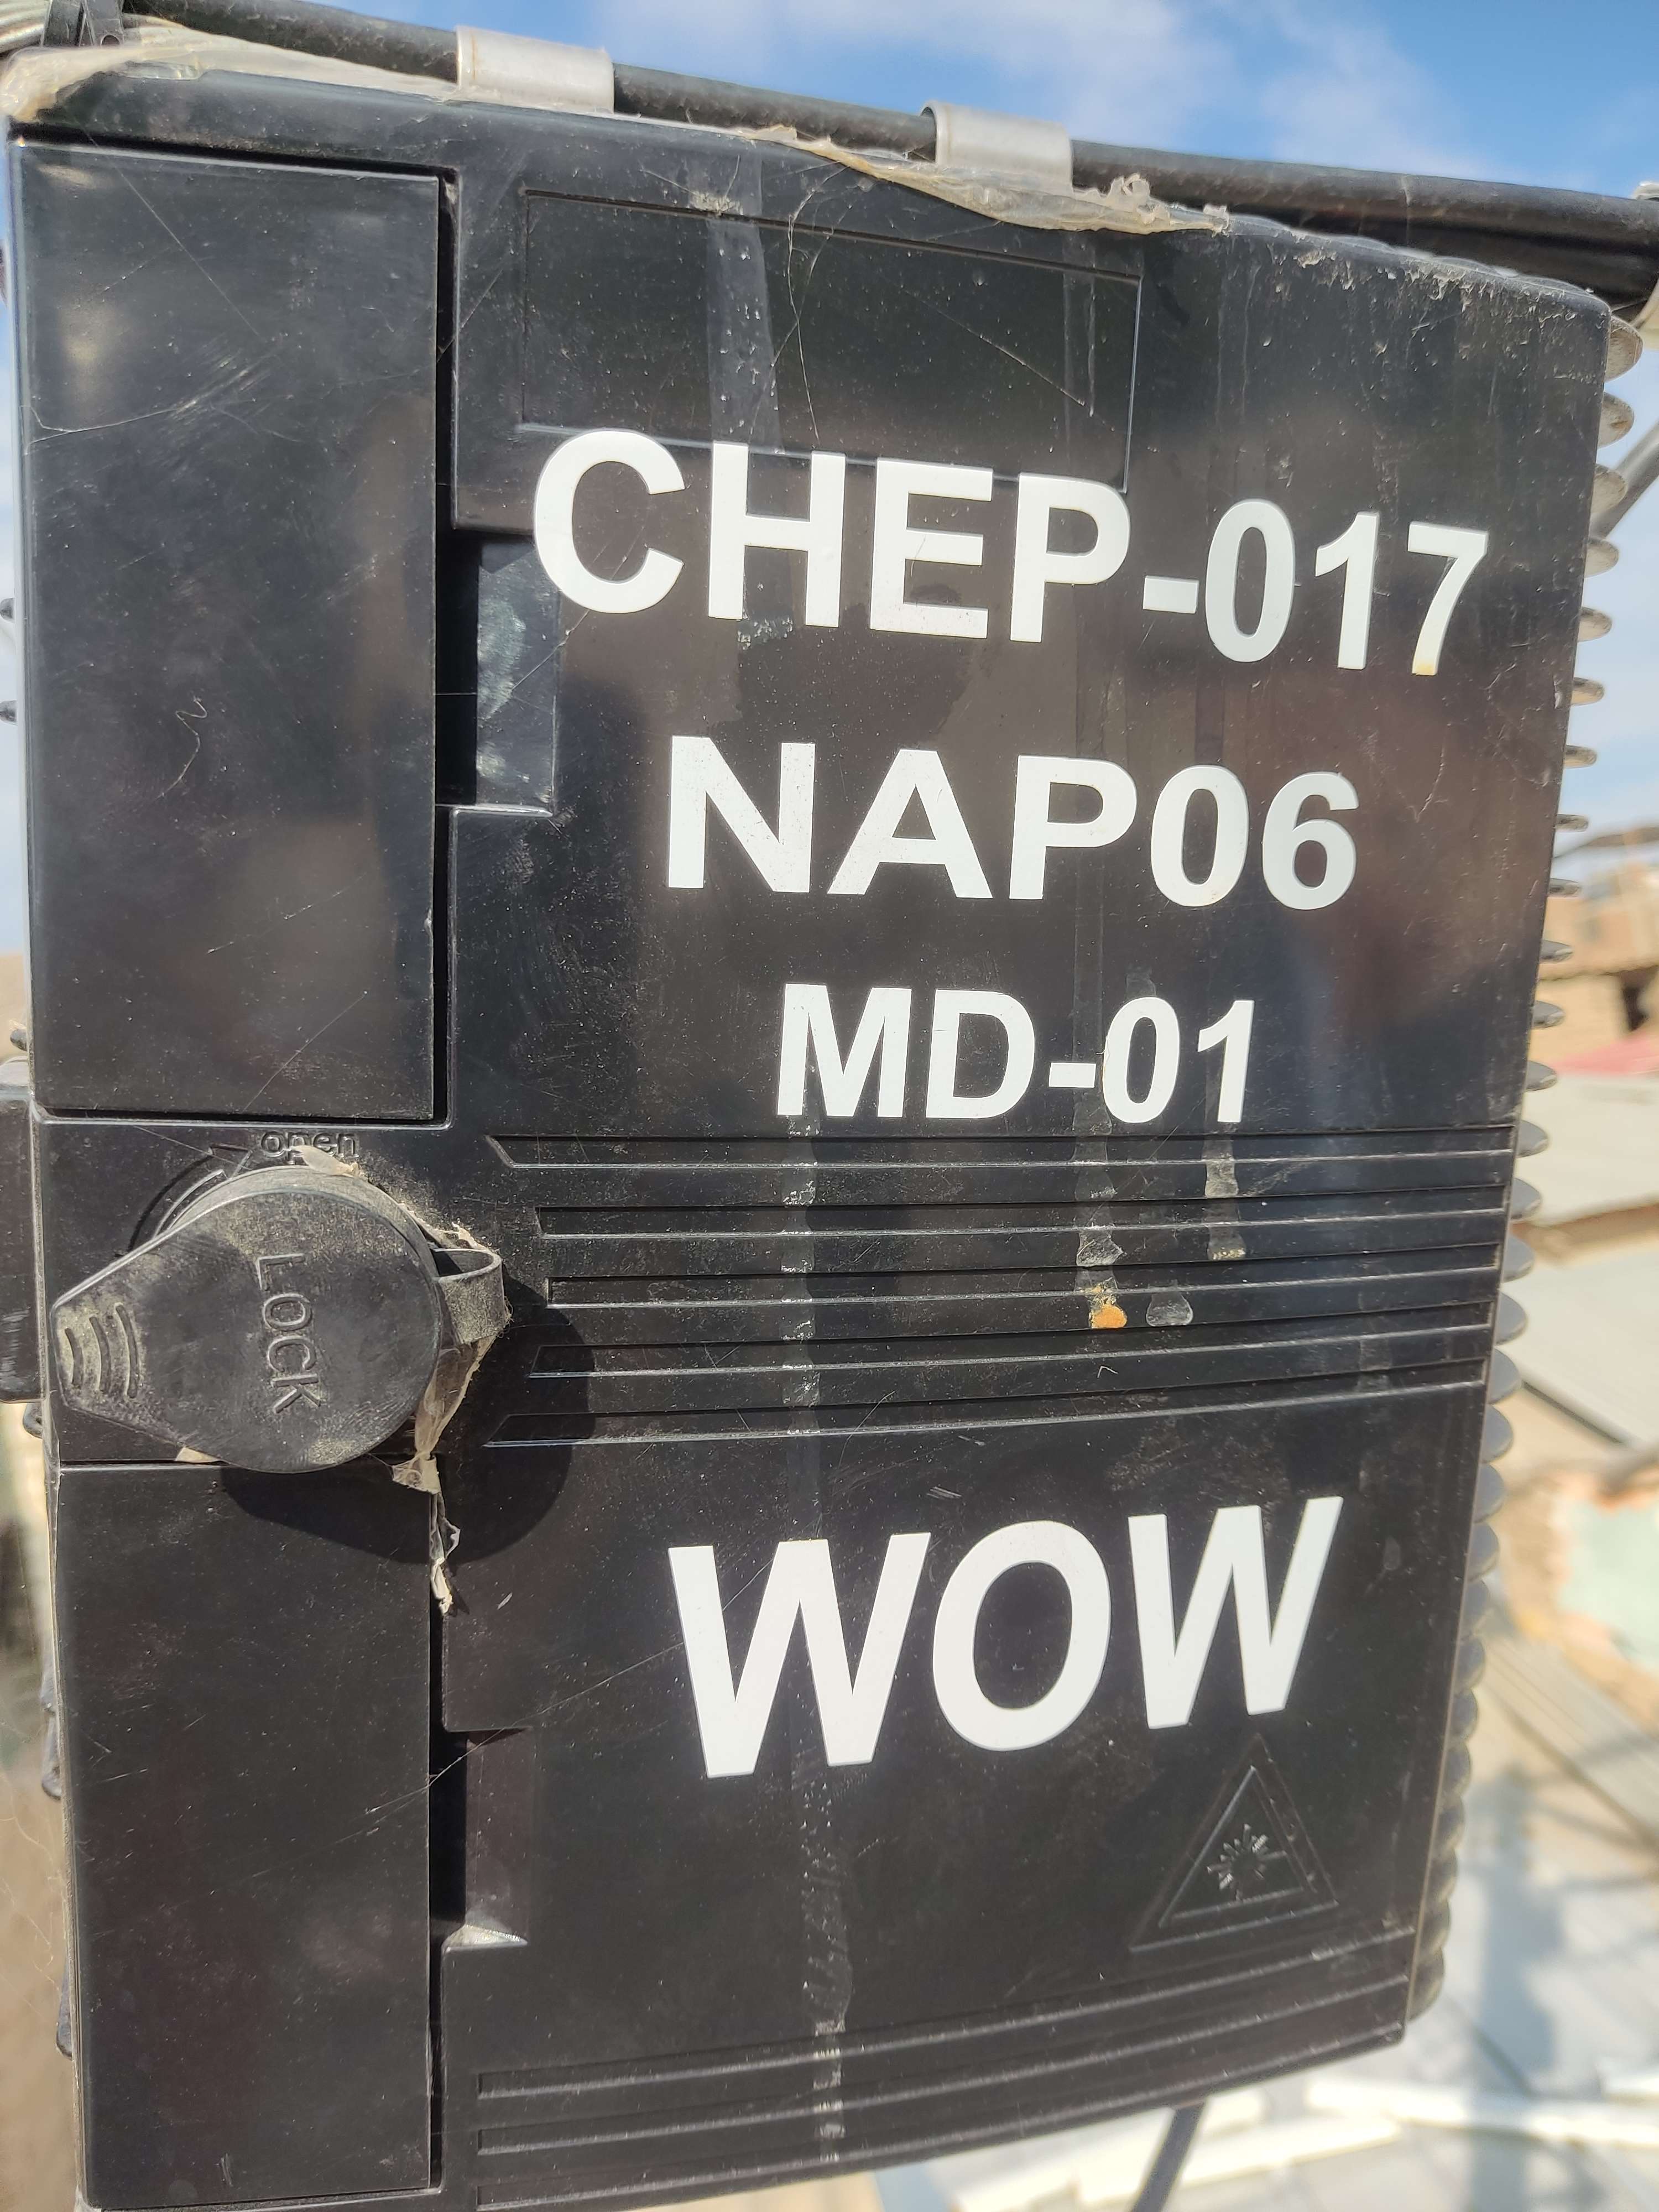 CHEP-017
NAP06
MD-01
open
LOCK
WOW